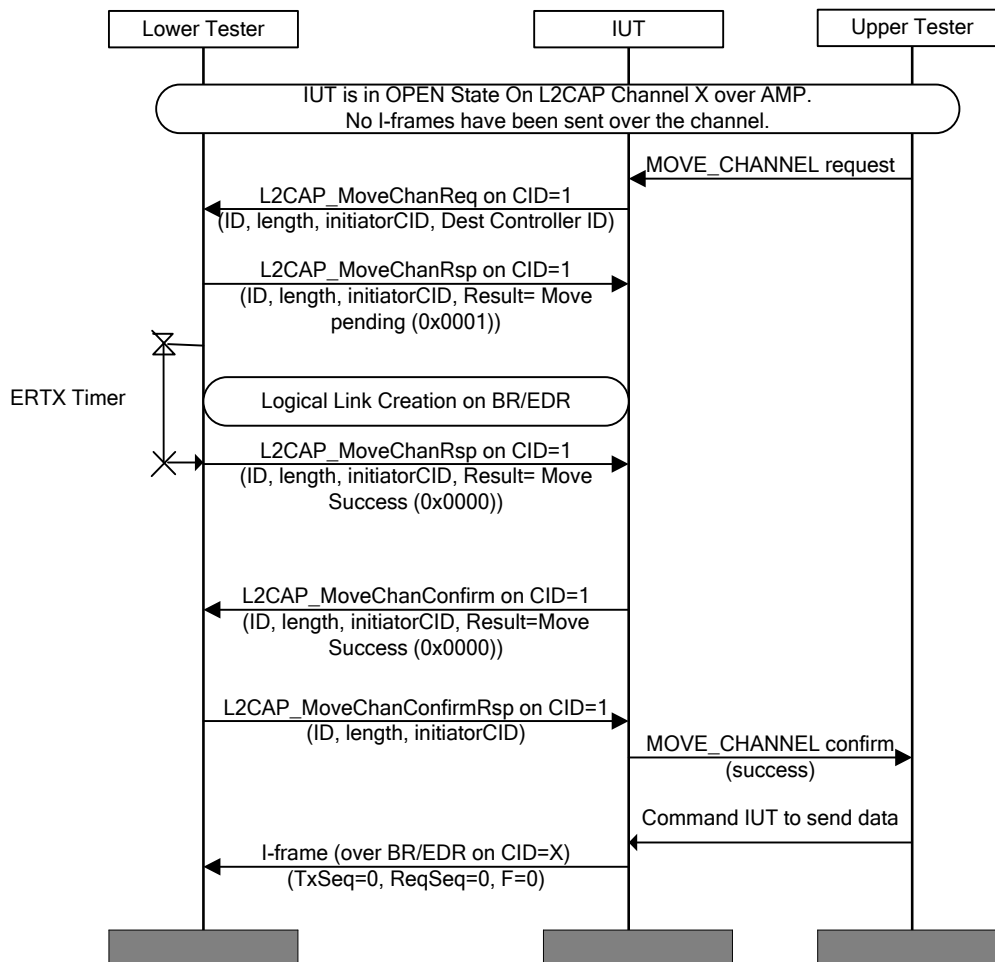 Lower Tester
IUT
Upper Tester
IUT is in OPEN State On L2CAP Channel X over AMP.
No I-frames have been sent over the channel.
MOVE_CHANNEL request
L2CAP_MoveChanReq on CID=1
(ID, length, initiatorCID, Dest Controller ID)
L2CAP_MoveChanRsp on CID=1
(ID, length, initiatorCID, Result= Move
pending (0x0001))
ERTX Timer
Logical Link Creation on BR/EDR
L2CAP_MoveChanRsp on CID=1
(ID, length, initiatorCID, Result= Move
Success (0x0000))
L2CAP_MoveChanConfirm on CID=1
(ID, length, initiatorCID, Result=Move
Success (0x0000))
L2CAP_MoveChanConfirmRsp on CID=1
(ID, length, initiatorCID)
MOVE_CHANNEL confirm
(success)
Command IUT to send data
I-frame (over BR/EDR on CID=X)
(TxSeq=0, ReqSeq=0, F=0)